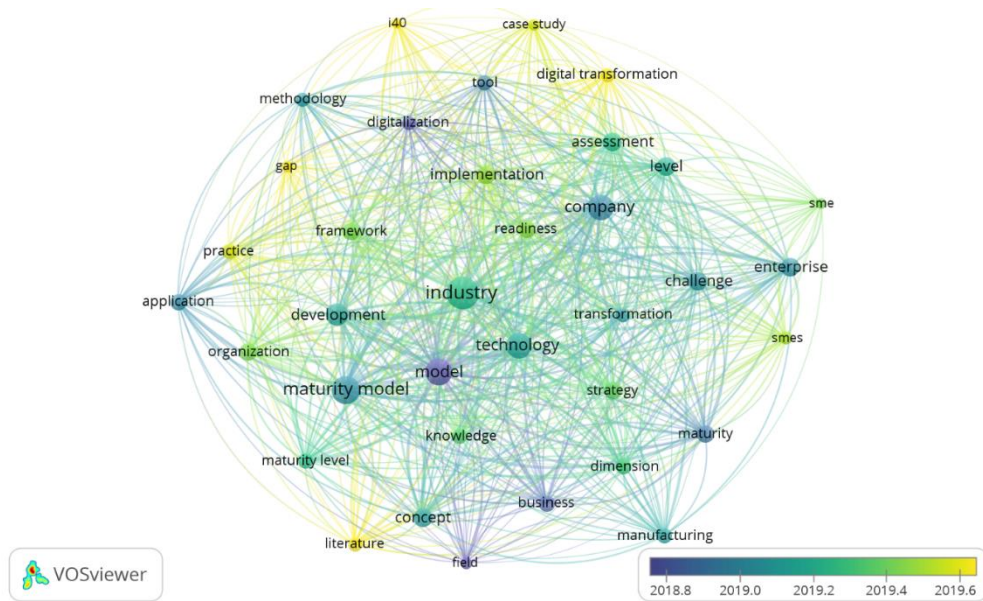 i40
case study
digital transformation
tool
methodology
digitalization
assessment
level
gap
implementation
sme
company
framework
readiness
practice
enterprise
challenge
application
industry
development
transformation
smes
organization
technology
model
maturity model
strategy
knowledge
maturity
maturity level
dimension
business
concept
manufacturing
literature
field
VOSviewer
2018.8 2019.0 2019.2 2019.4 2019.6